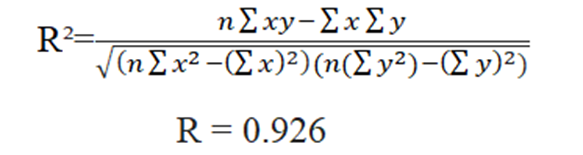 R²= n∑xy−∑x∑y / √(n∑x²−(∑x)²)(n(∑y²)−(∑y)²)
R = 0.926